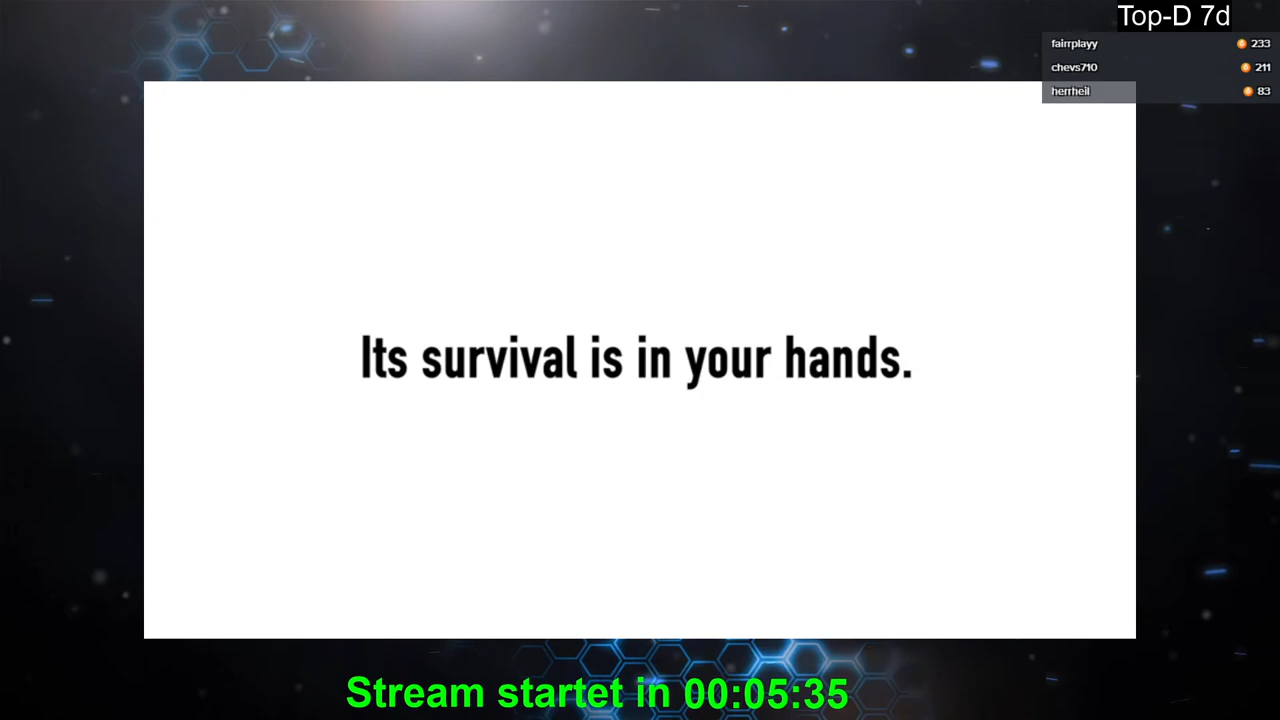 Top-D 7d
fairrplayy 233
chevs710 211
herrheil 83
Its survival is in your hands.
Stream startet in 00:05:35